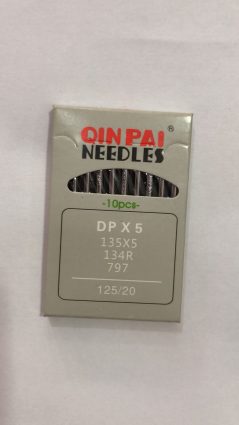 QIN PAI ®
NEEDLES
-10pcs-
DP X 5
135X5
134R
797
125/20